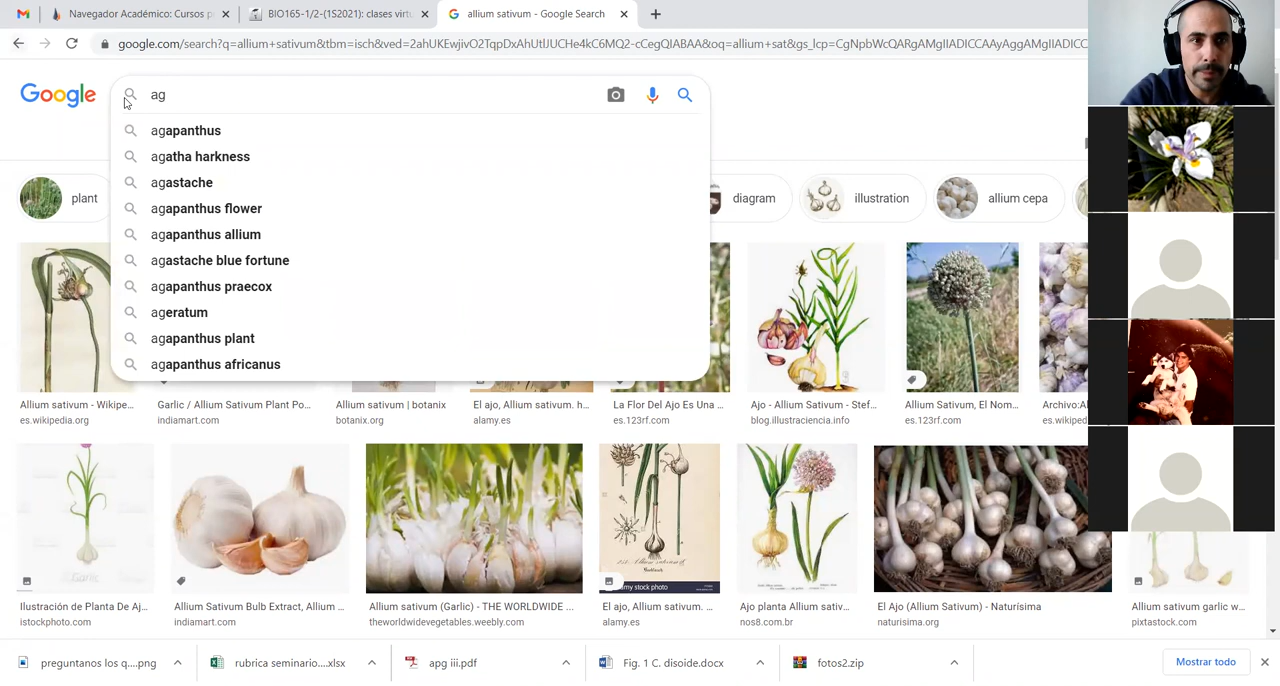 Navegador Académico: Cursos p
BIO165-1/2-(1S2021): clases virtu
allium sativum - Google Search
google.com/search?q=allium+sativum&tbm=isch&ved=2ahUKEwjivO2TqpDxAhUtIJUCHe4kC6MQ2-cCegQIABAA&oq=allium+sat&gs_lcp=CgNpbWcQARgAMgIIADICCAAyAggAMgIIADICC
Google
ag
agapanthus
agatha harkness
agastache
agapanthus flower
agapanthus allium
agastache blue fortune
agapanthus praecox
ageratum
agapanthus plant
agapanthus africanus
plant
diagram
illustration
allium cepa
Allium sativum - Wikipe...
es.wikipedia.org
Garlic / Allium Sativum Plant Po...
indiamart.com
Allium sativum | botanix
botanix.org
El ajo, Allium sativum. h...
alamy.es
La Flor Del Ajo Es Una ...
es.123rf.com
Ajo - Allium Sativum - Stef...
blog.illustraciencia.info
Allium Sativum, El Nom...
es.123rf.com
Archivo:Al
es.wikiped
Ilustración de Planta De Aj...
istockphoto.com
Allium Sativum Bulb Extract, Allium ...
indiamart.com
Allium sativum (Garlic) - THE WORLDWIDE ...
theworldwidevegetables.weebly.com
El ajo, Allium sativum. ...
alamy.es
Ajo planta Allium sativ...
nos8.com.br
El Ajo (Allium Sativum) - Naturísima
naturisima.org
Allium sativum garlic w...
pixtastock.com
preguntanos los q....png
rubrica seminario....xlsx
apg iii.pdf
Fig. 1 C. disoide.docx
fotos2.zip
Mostrar todo